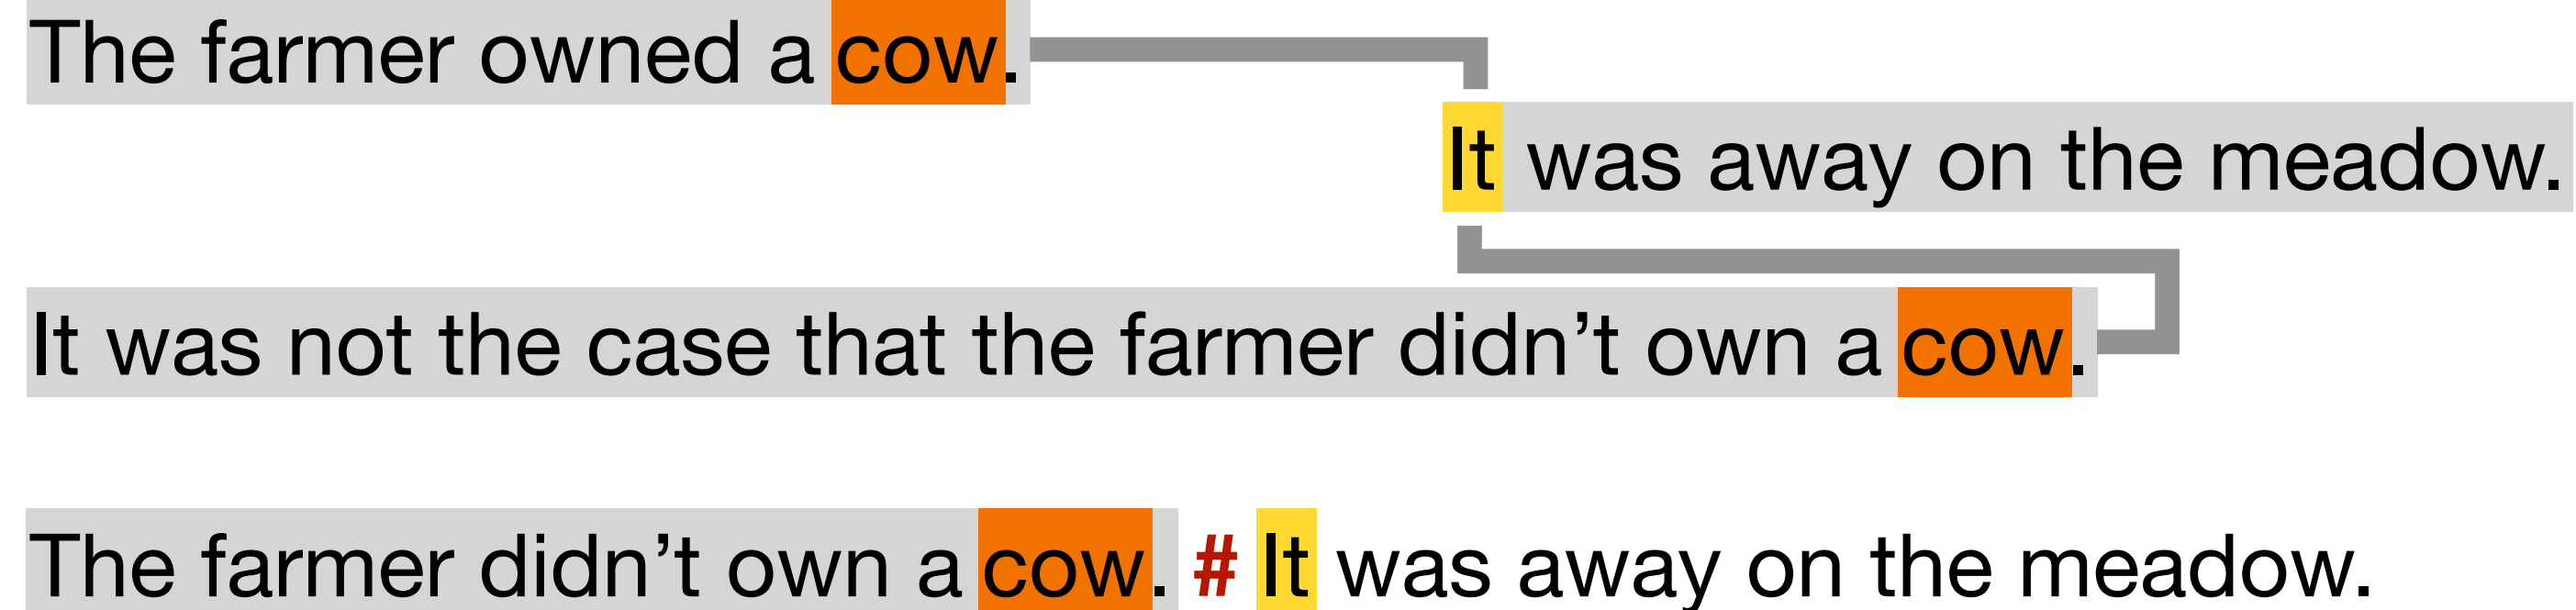 The farmer owned a cow.
It was away on the meadow.
It was not the case that the farmer didn’t own a cow.
The farmer didn’t own a cow. # It was away on the meadow.